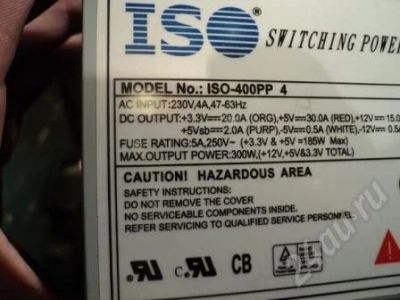 ISO SWITCHING POWER
MODEL No.: ISO-400PP 4
AC INPUT:230V,4A,47-63Hz
DC OUTPUT:+3.3V⎓20.0A (ORG),+5V⎓30.0A (RED),+12V⎓15.0
+5Vsb⎓2.0A (PURP),-5V⎓0.5A (WHITE),-12V⎓0.5
FUSE RATING:5A,250V~ (+3.3V & +5V =185W Max)
MAX.OUTPUT POWER:300W,(+12V,+5V&3.3V TOTAL)
CAUTION! HAZARDOUS AREA
SAFETY INSTRUCTIONS:
DO NOT REMOVE THE COVER
NO SERVICEABLE COMPONENTS INSIDE.
REFER SERVICING TO QUALIFIED SERVICE PERSONNEL.
CB
24au.ru